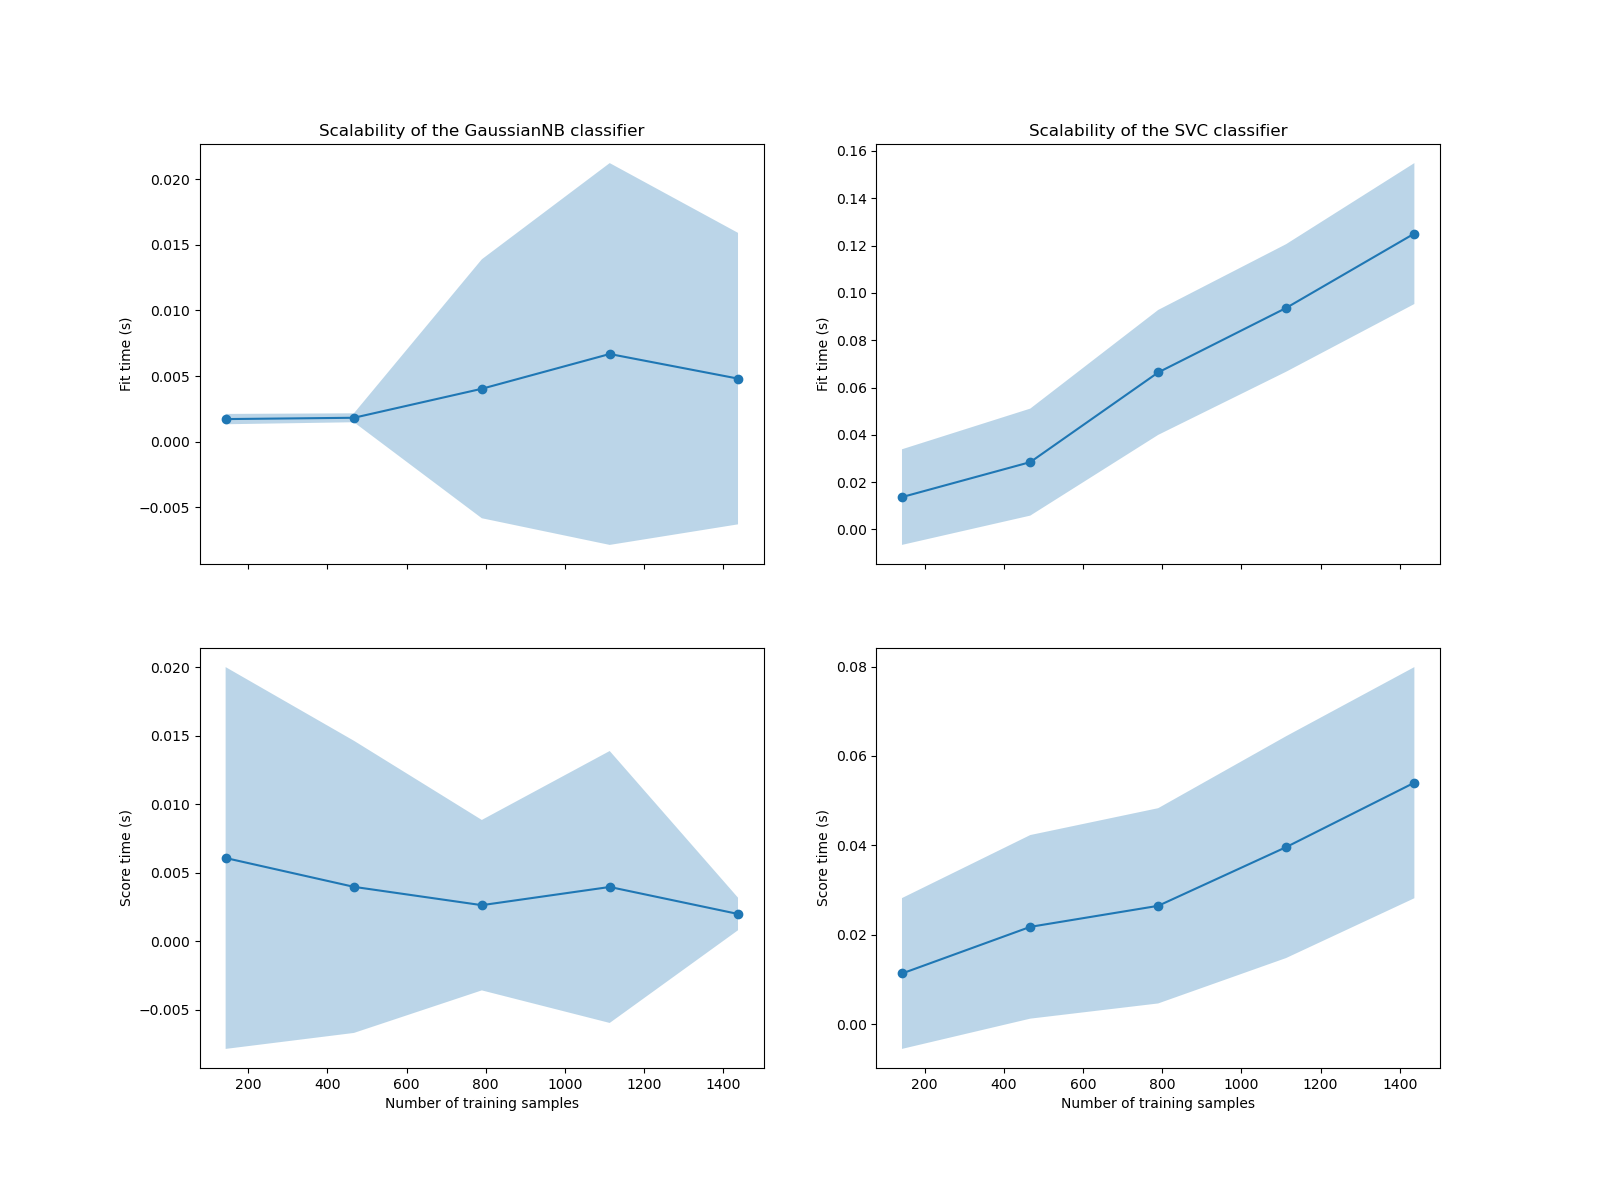 Scalability of the GaussianNB classifier
0.020
0.015
0.010
0.005
0.000
−0.005
Fit time (s)
Scalability of the SVC classifier
0.16
0.14
0.12
0.10
0.08
0.06
0.04
0.02
0.00
Fit time (s)
0.020
0.015
0.010
0.005
0.000
−0.005
Score time (s)
200 400 600 800 1000 1200 1400
Number of training samples
0.08
0.06
0.04
0.02
0.00
Score time (s)
200 400 600 800 1000 1200 1400
Number of training samples